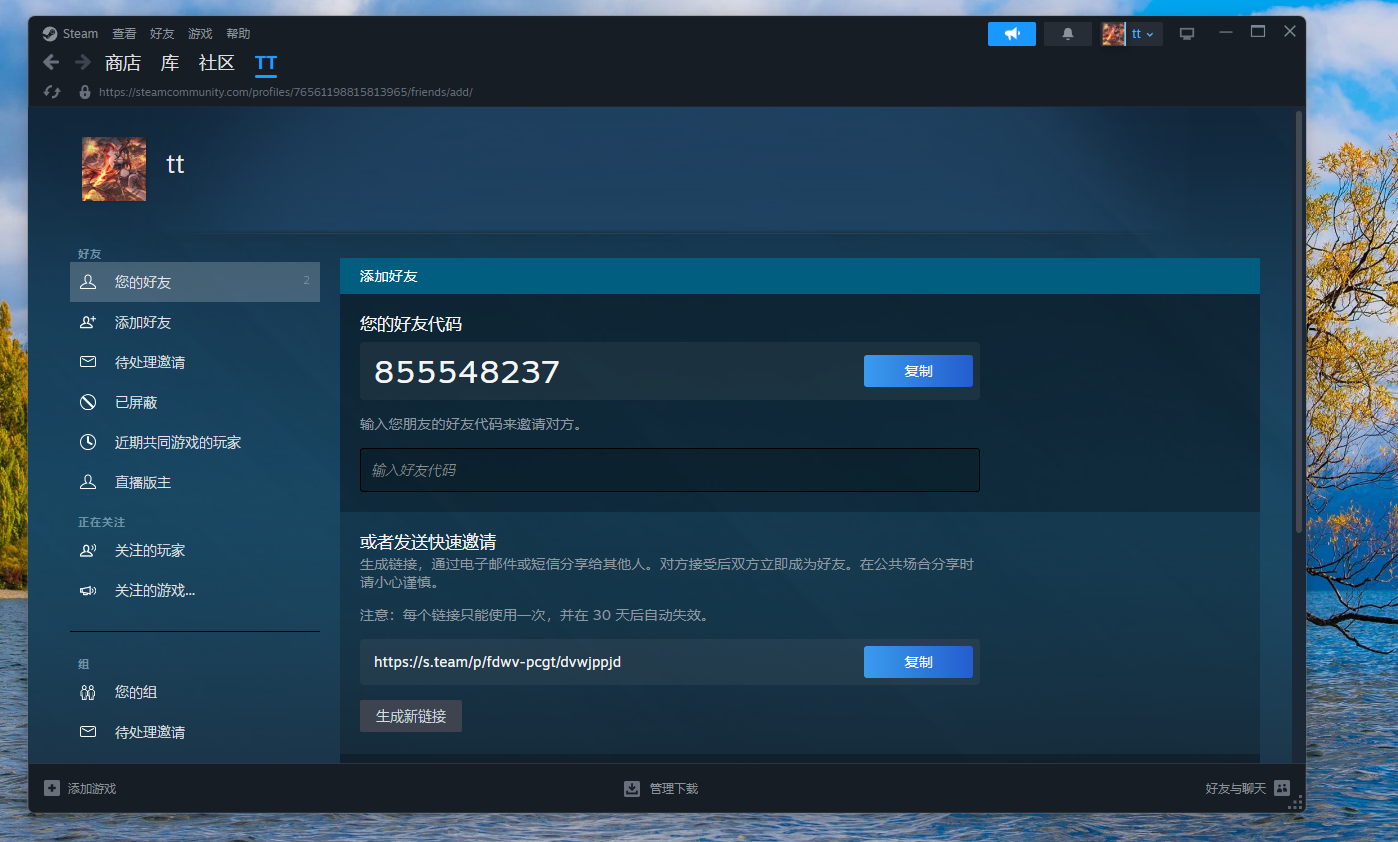 Steam 查看 好友 游戏 帮助
tt
商店 库 社区 TT
https://steamcommunity.com/profiles/76561198815813965/friends/add/
tt
好友
您的好友 2
添加好友
待处理邀请
已屏蔽
近期共同游戏的玩家
直播版主
正在关注
关注的玩家
关注的游戏...
组
您的组
待处理邀请
添加好友
您的好友代码
855548237 复制
输入您朋友的好友代码来邀请对方。
输入好友代码
或者发送快速邀请
生成链接，通过电子邮件或短信分享给其他人。对方接受后双方立即成为好友。在公共场合分享时
请小心谨慎。
注意：每个链接只能使用一次，并在 30 天后自动失效。
https://s.team/p/fdwv-pcgt/dvwjppjd 复制
生成新链接
添加游戏 管理下载 好友与聊天